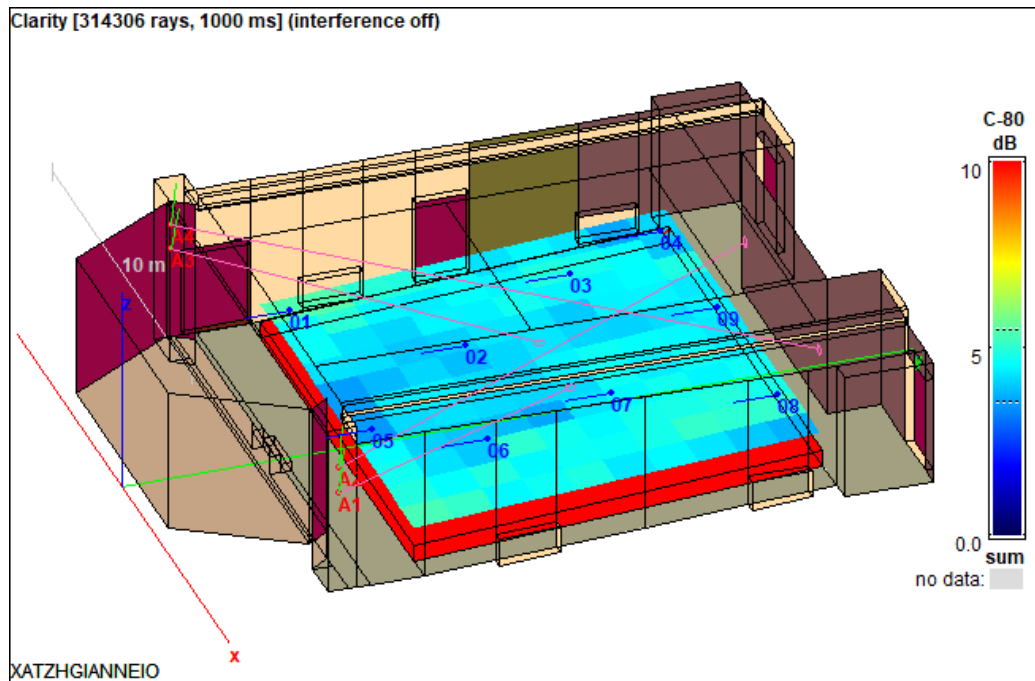 Clarity [314306 rays, 1000 ms] (interference off)
C-80
dB
10
5
0.0
sum
no data:
10 m
z
x
A3
A1
01
02
03
04
05
06
07
08
09
XATZHGIANNEIO